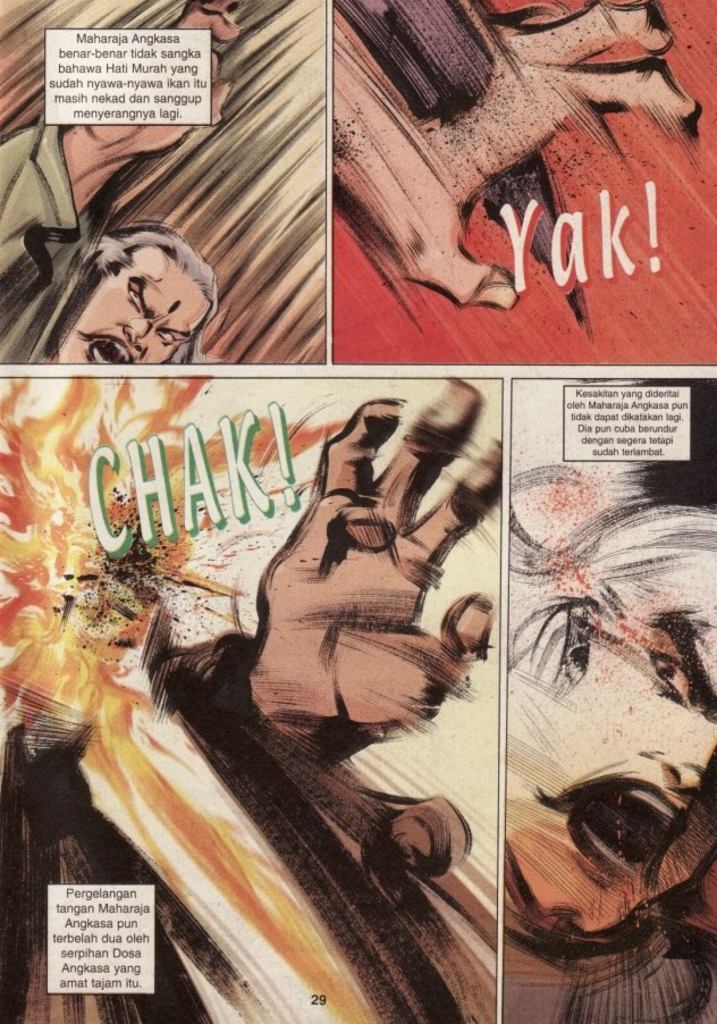 Maharaja Angkasa
benar-benar tidak sangka
bahawa Hati Murah yang
sudah nyawa-nyawa ikan itu
masih nekad dan sanggup
menyerangnya lagi.
Yak!
CHAK!
Kesakitan yang dideritai
oleh Maharaja Angkasa pun
tidak dapat dikatakan lagi.
Dia pun cuba berundur
dengan segera tetapi
sudah terlambat.
Pergelangan
tangan Maharaja
Angkasa pun
terbelah dua oleh
serpihan Dosa
Angkasa yang
amat tajam itu.
29